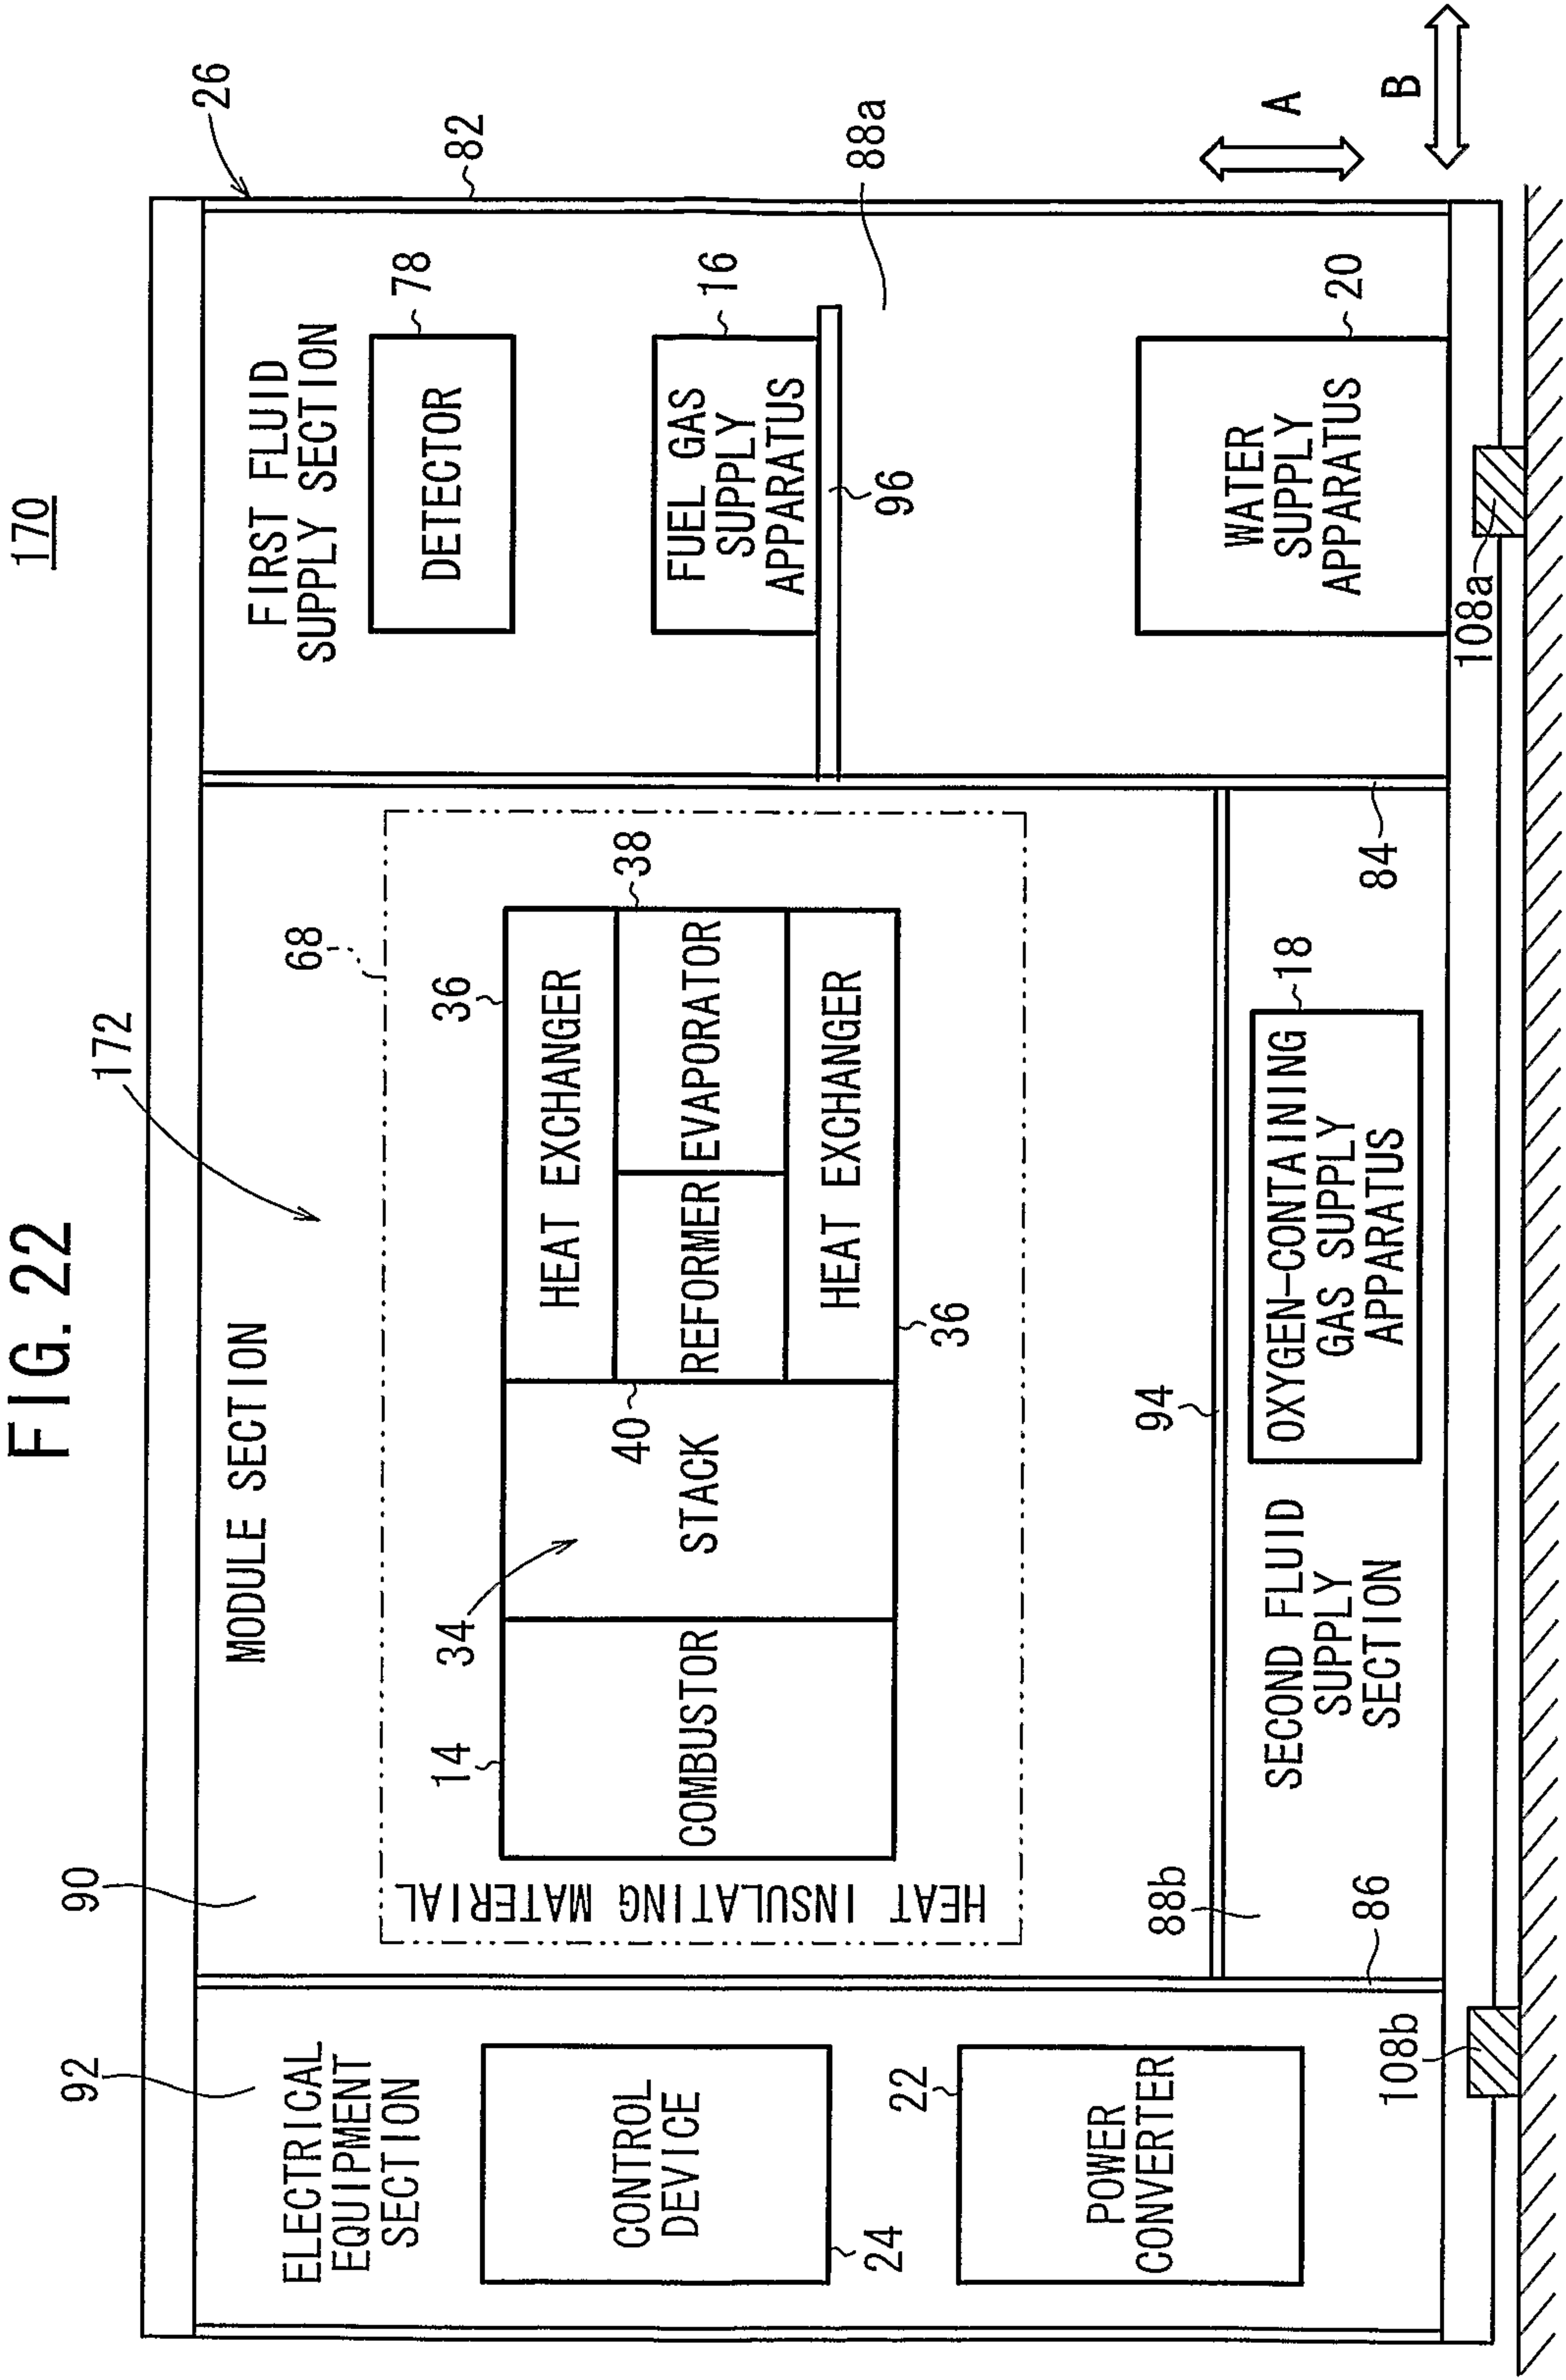 FIG. 22
170
172
26
82
90
92
MODULE SECTION
FIRST FLUID
SUPPLY SECTION
ELECTRICAL
EQUIPMENT
SECTION
68
78
DETECTOR
CONTROL
DEVICE
24
14
34
36
38
COMBUSTOR
STACK
40
HEAT EXCHANGER
REFORMER
EVAPORATOR
HEAT EXCHANGER
36
HEAT INSULATING MATERIAL
16
FUEL GAS
SUPPLY
APPARATUS
96
88a
22
POWER
CONVERTER
88b
94
SECOND FLUID
SUPPLY
SECTION
18
OXYGEN-CONTAINING
GAS SUPPLY
APPARATUS
20
WATER
SUPPLY
APPARATUS
86
84
108b
108a
A
B